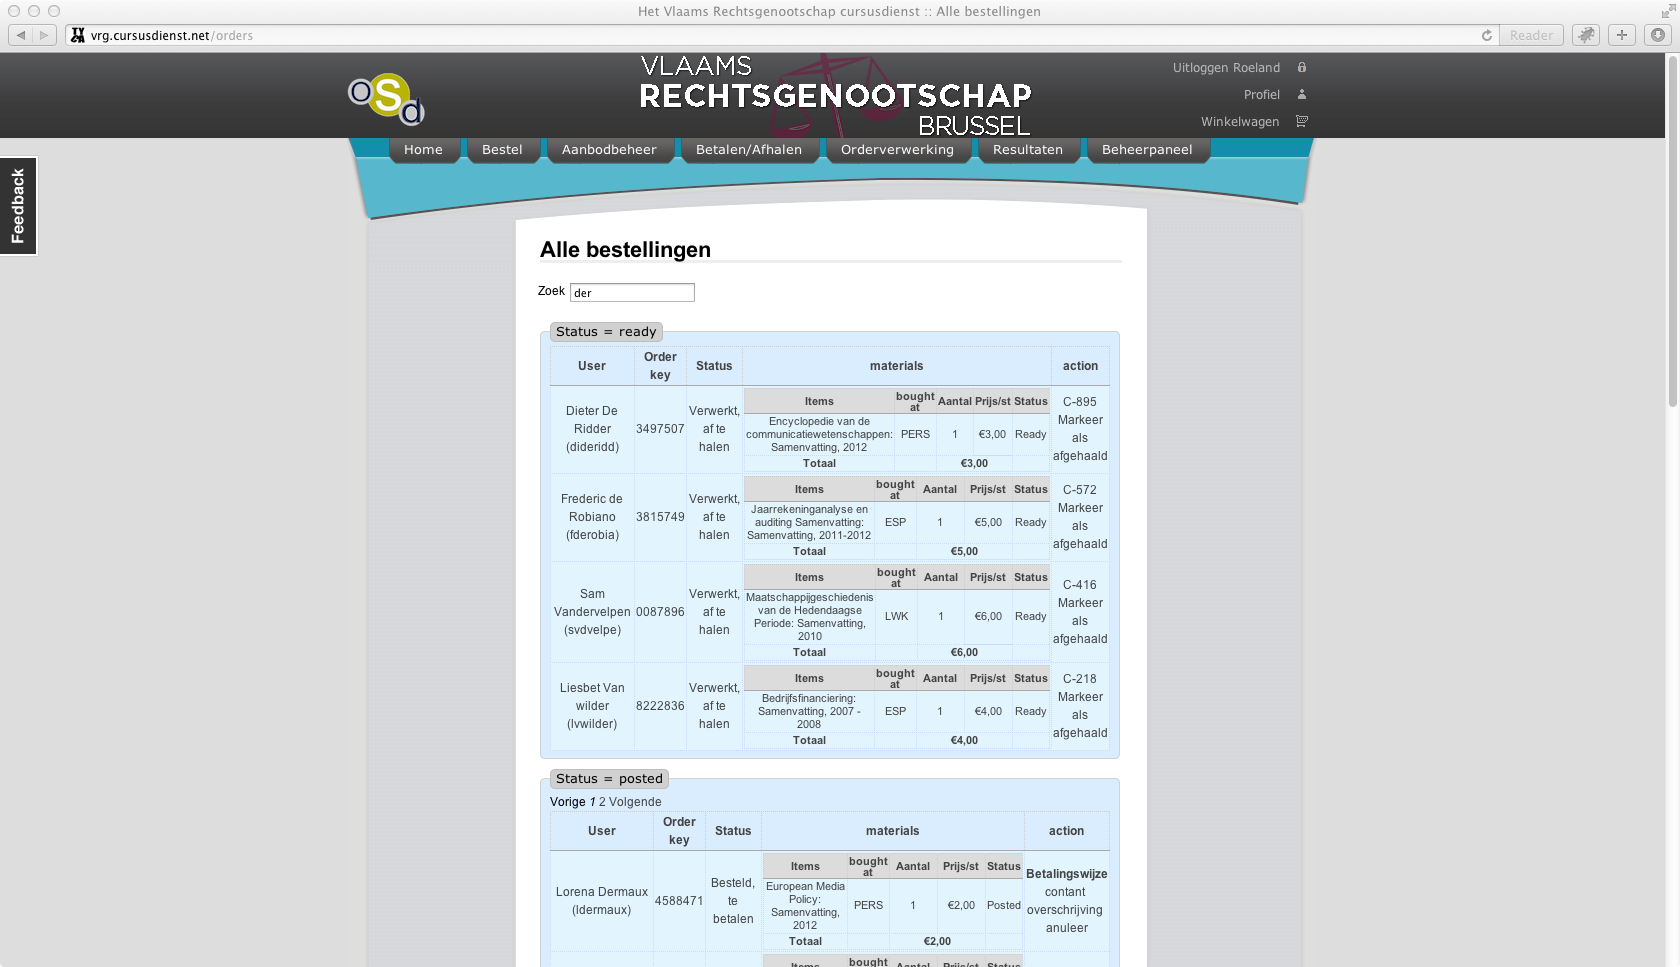 Het Vlaams Rechtsgenootschap cursusdienst :: Alle bestellingen
vrg.cursusdienst.net/orders
Reader
OSd
VLAAMS
RECHTSGENOOTSCHAP
BRUSSEL
Uitloggen Roeland
Profiel
Winkelwagen
Home Bestel Aanbodbeheer Betalen/Afhalen Orderverwerking Resultaten Beheerpaneel
Feedback
Alle bestellingen
Zoek der
Status = ready
User Order key Status materials action
Dieter De Ridder (dideridd) 3497507 Verwerkt, af te halen
Items bought at Aantal Prijs/st Status
Encyclopedie van de communicatiewetenschappen: Samenvatting, 2012 PERS 1 €3,00 Ready
Totaal €3,00
C-895 Markeer als afgehaald
Frederic de Robiano (fderobia) 3815749 Verwerkt, af te halen
Items bought at Aantal Prijs/st Status
Jaarrekeninganalyse en auditing Samenvatting: Samenvatting, 2011-2012 ESP 1 €5,00 Ready
Totaal €5,00
C-572 Markeer als afgehaald
Sam Vandervelpen (svdvelpe) 0087896 Verwerkt, af te halen
Items bought at Aantal Prijs/st Status
Maatschappijgeschiedenis van de Hedendaagse Periode: Samenvatting, 2010 LWK 1 €6,00 Ready
Totaal €6,00
C-416 Markeer als afgehaald
Liesbet Van wilder (lvwilder) 8222836 Verwerkt, af te halen
Items bought at Aantal Prijs/st Status
Bedrijfsfinanciering: Samenvatting, 2007 - 2008 ESP 1 €4,00 Ready
Totaal €4,00
C-218 Markeer als afgehaald
Status = posted
Vorige 1 2 Volgende
User Order key Status materials action
Lorena Dermaux (ldermaux) 4588471 Besteld, te betalen
Items bought at Aantal Prijs/st Status
European Media Policy: Samenvatting, 2012 PERS 1 €2,00 Posted
Totaal €2,00
Betalingswijze contant overschrijving anuleer
Items bought Aantal Prijs/st Status